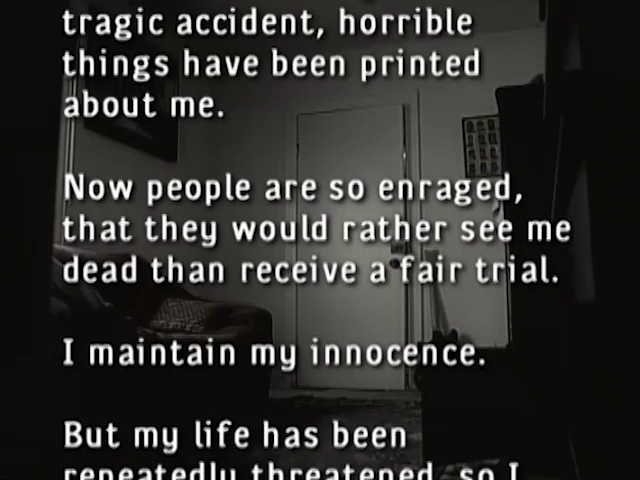 tragic accident, horrible
things have been printed
about me.
Now people are so enraged,
that they would rather see me
dead than receive a fair trial.
I maintain my innocence.
But my life has been
repeatedly threatened, so I